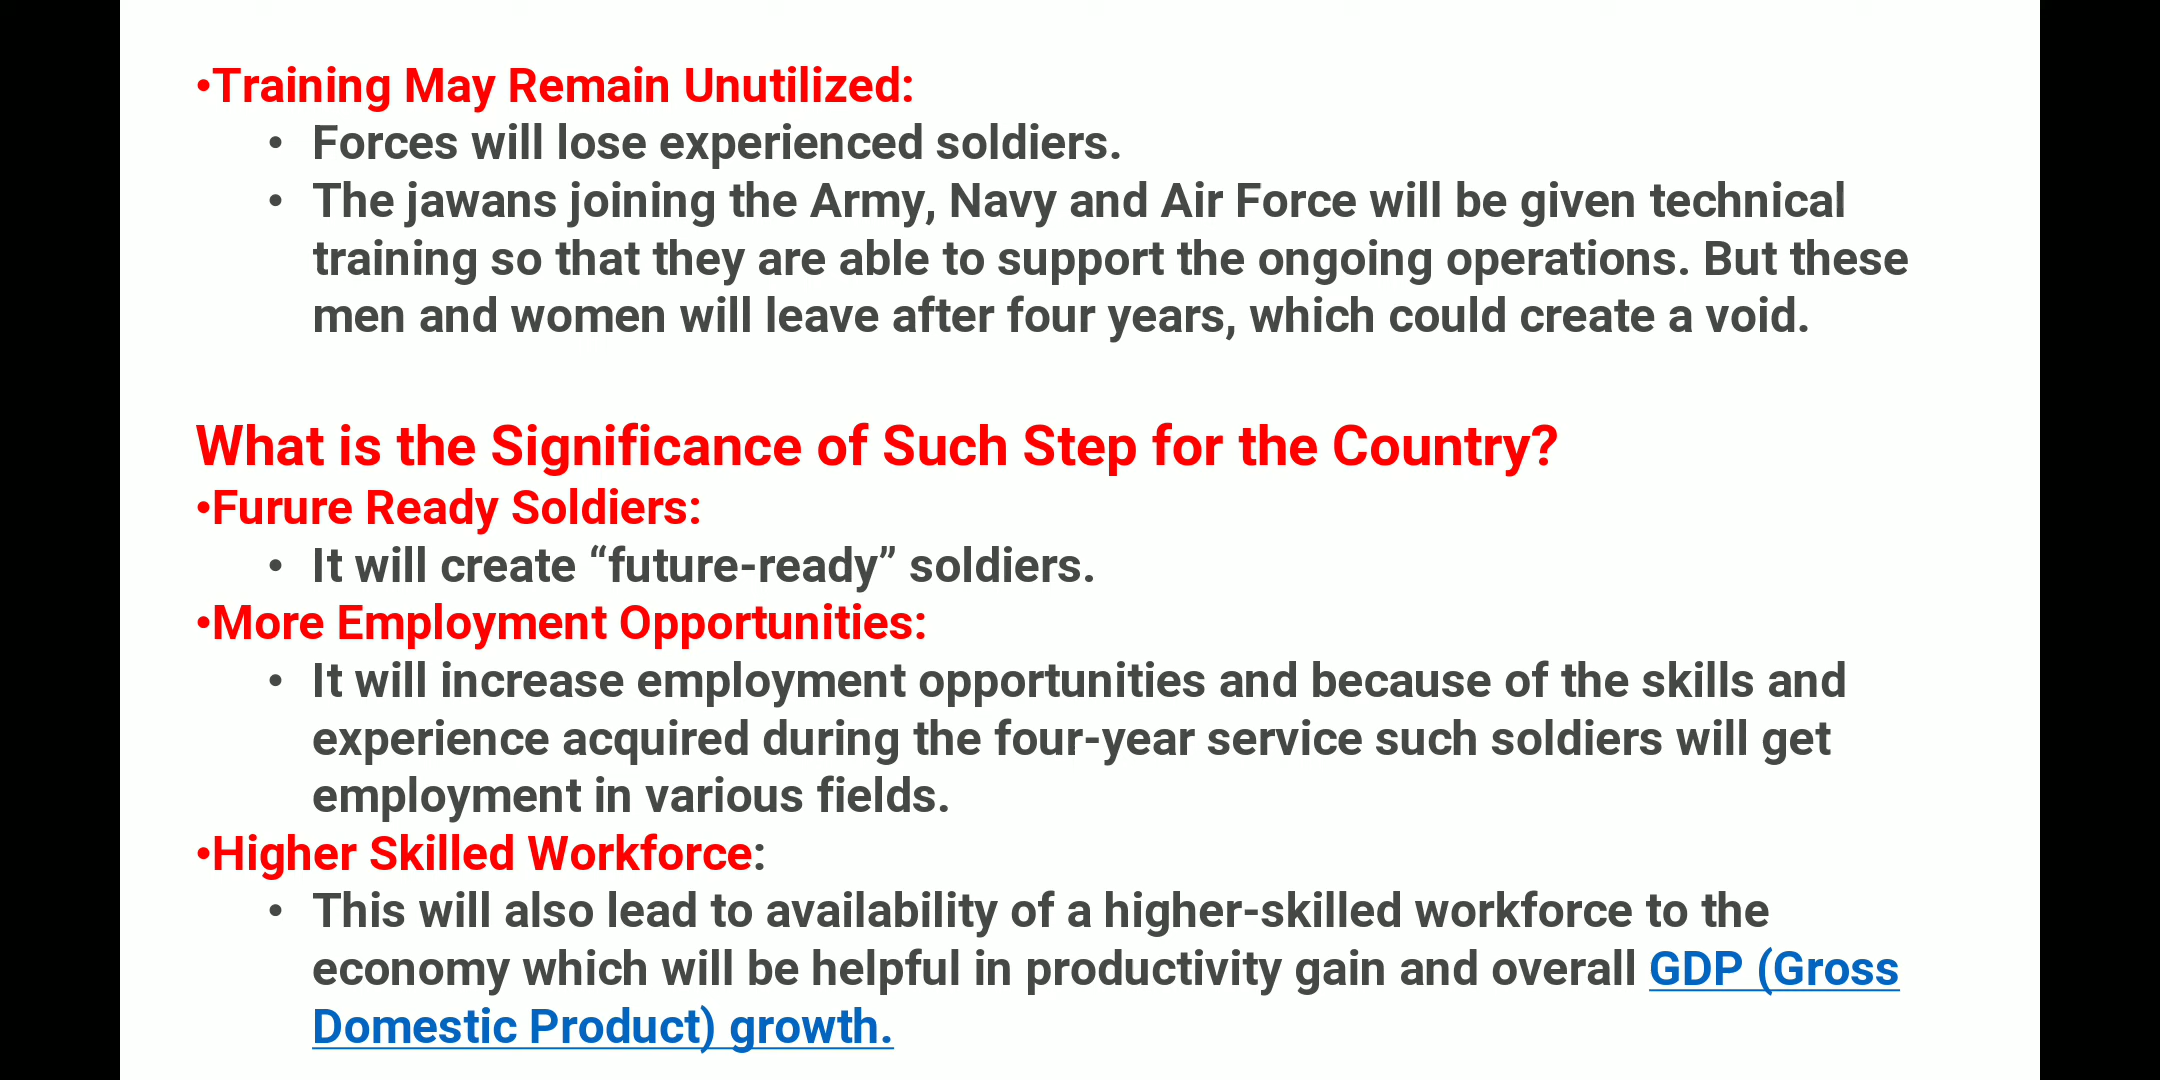 •Training May Remain Unutilized:
• Forces will lose experienced soldiers.
• The jawans joining the Army, Navy and Air Force will be given technical
training so that they are able to support the ongoing operations. But these
men and women will leave after four years, which could create a void.
What is the Significance of Such Step for the Country?
•Furure Ready Soldiers:
• It will create “future-ready” soldiers.
•More Employment Opportunities:
• It will increase employment opportunities and because of the skills and
experience acquired during the four-year service such soldiers will get
employment in various fields.
•Higher Skilled Workforce:
• This will also lead to availability of a higher-skilled workforce to the
economy which will be helpful in productivity gain and overall GDP (Gross
Domestic Product) growth.